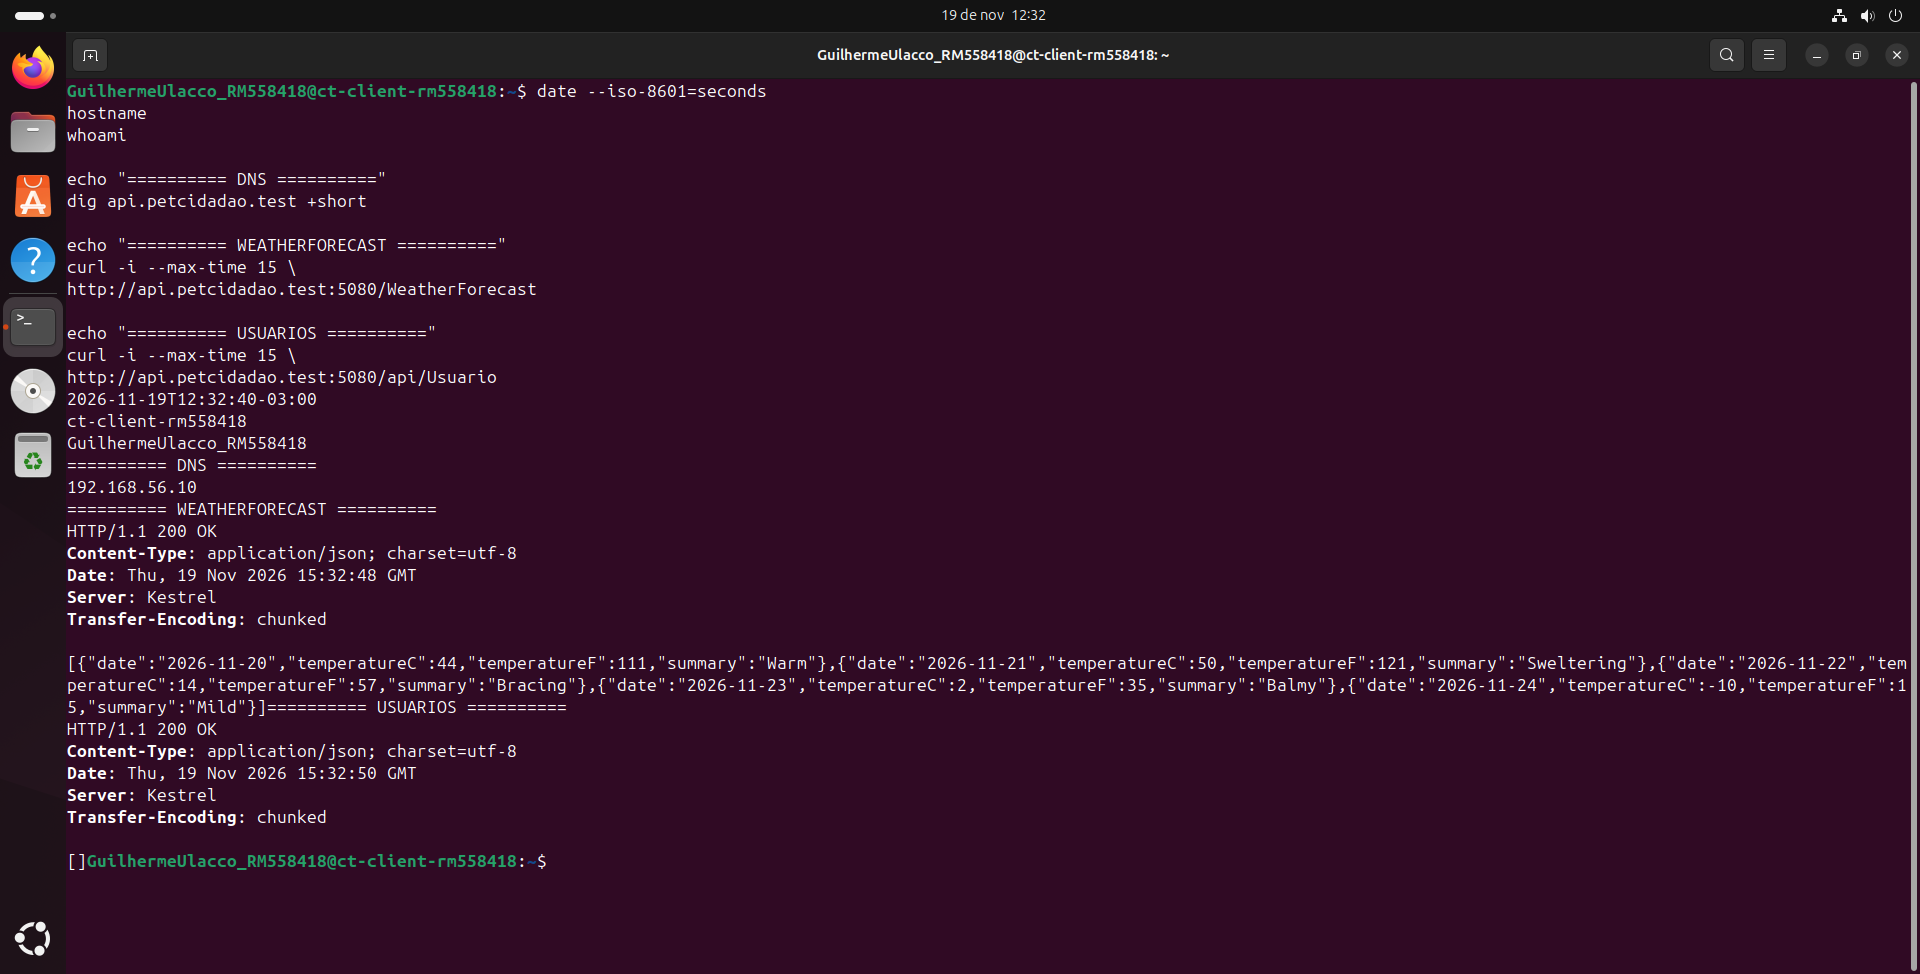 19 de nov 12:32
GuilhermeUlacco_RM558418@ct-client-rm558418: ~
GuilhermeUlacco_RM558418@ct-client-rm558418:~$ date --iso-8601=seconds
hostname
whoami
echo "========== DNS =========="
dig api.petcidadao.test +short
echo "========== WEATHERFORECAST =========="
curl -i --max-time 15 \
http://api.petcidadao.test:5080/WeatherForecast
echo "========== USUARIOS =========="
curl -i --max-time 15 \
http://api.petcidadao.test:5080/api/Usuario
2026-11-19T12:32:40-03:00
ct-client-rm558418
GuilhermeUlacco_RM558418
========== DNS ==========
192.168.56.10
========== WEATHERFORECAST ==========
HTTP/1.1 200 OK
Content-Type: application/json; charset=utf-8
Date: Thu, 19 Nov 2026 15:32:48 GMT
Server: Kestrel
Transfer-Encoding: chunked
[{"date":"2026-11-20","temperatureC":44,"temperatureF":111,"summary":"Warm"},{"date":"2026-11-21","temperatureC":50,"temperatureF":121,"summary":"Sweltering"},{"date":"2026-11-22","tem
peratureC":14,"temperatureF":57,"summary":"Bracing"},{"date":"2026-11-23","temperatureC":2,"temperatureF":35,"summary":"Balmy"},{"date":"2026-11-24","temperatureC":-10,"temperatureF":1
5,"summary":"Mild"}]========== USUARIOS ==========
HTTP/1.1 200 OK
Content-Type: application/json; charset=utf-8
Date: Thu, 19 Nov 2026 15:32:50 GMT
Server: Kestrel
Transfer-Encoding: chunked
[]GuilhermeUlacco_RM558418@ct-client-rm558418:~$